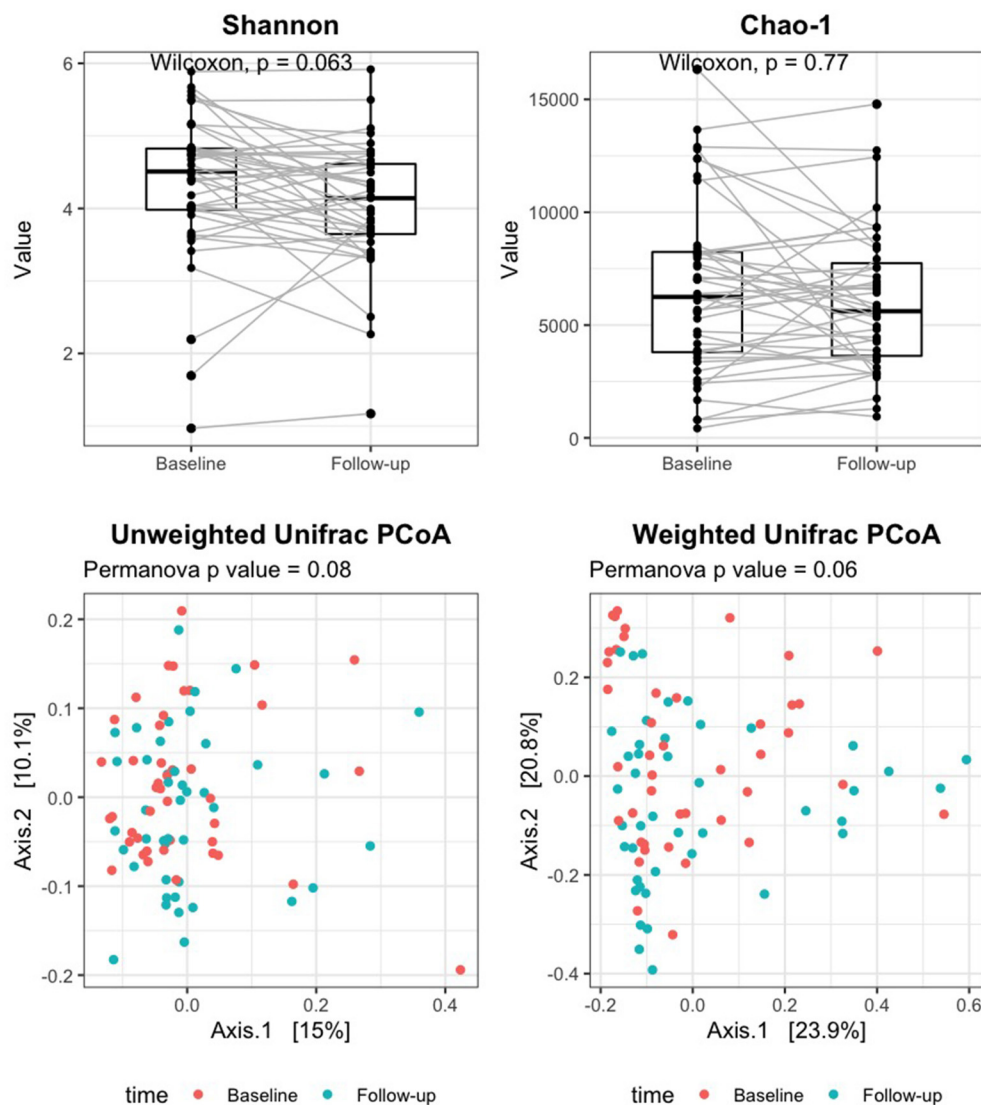 Shannon
Wilcoxon, p = 0.063
6
4
2
Value
Baseline Follow-up
Chao-1
Wilcoxon, p = 0.77
15000
10000
5000
0
Value
Baseline Follow-up
Unweighted Unifrac PCoA
Permanova p value = 0.08
0.2
0.1
0.0
-0.1
-0.2
Axis.2 [10.1%]
0.0 0.2 0.4
Axis.1 [15%]
time Baseline Follow-up
Weighted Unifrac PCoA
Permanova p value = 0.06
0.2
0.0
-0.2
-0.4
Axis.2 [20.8%]
-0.2 0.0 0.2 0.4 0.6
Axis.1 [23.9%]
time Baseline Follow-up